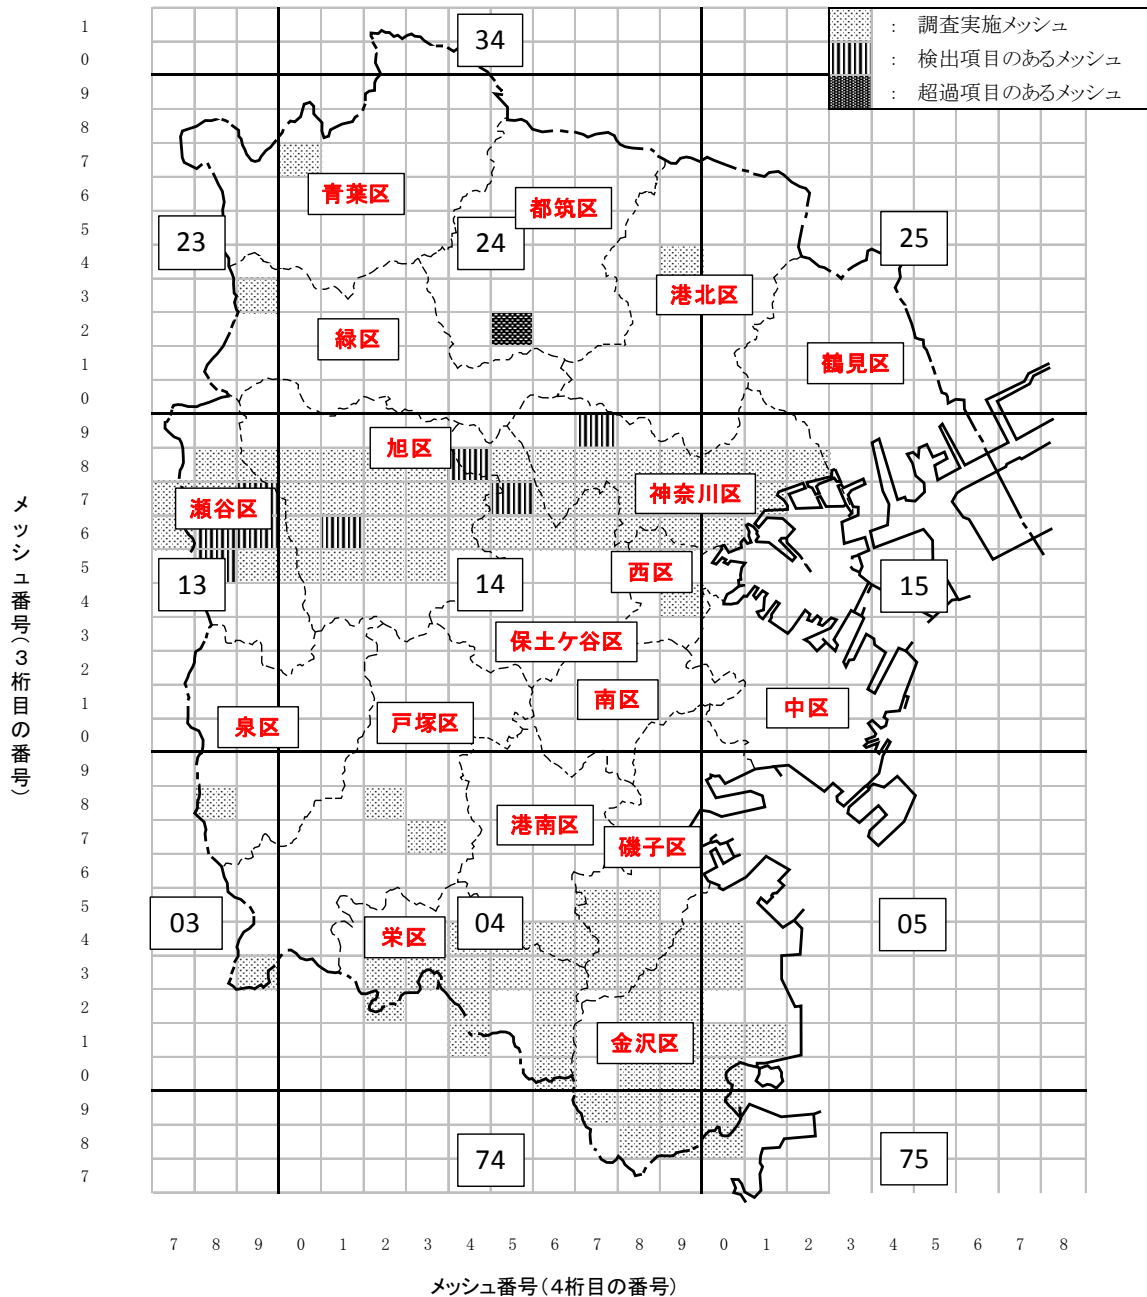 ： 調査実施メッシュ
： 検出項目のあるメッシュ
： 超過項目のあるメッシュ
1
34
0
9
8
7
青葉区
6
都筑区
5
23
24
25
4
港北区
3
緑区
2
鶴見区
1
0
9
旭区
8
神奈川区
7
瀬谷区
6
西区
5
13
14
15
4
保土ケ谷区
3
2
南区
中区
1
泉区
戸塚区
0
9
8
港南区
7
磯子区
6
5
03
04
05
栄区
4
3
2
金沢区
1
0
9
8
74
75
7
メッシュ番号(３桁目の番号)
7 8 9 0 1 2 3 4 5 6 7 8 9 0 1 2 3 4 5 6 7 8
メッシュ番号(４桁目の番号)